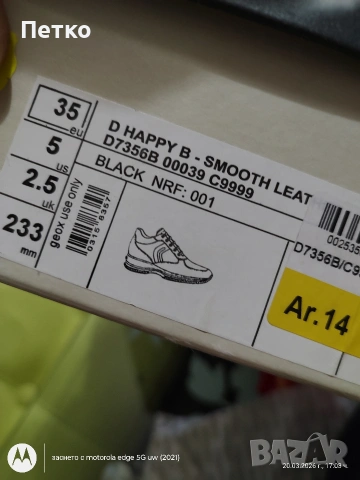 Петко
35
eu
5
us
2.5
uk
233
mm
D HAPPY B - SMOOTH LEAT
D7356B 00039 C9999
BLACK NRF: 001
geox use only
D7356B/C9
Ar.14
заснето с motorola edge 5G uw (2021)
BAZAR
20.03.2026 г., 17:03 ч.